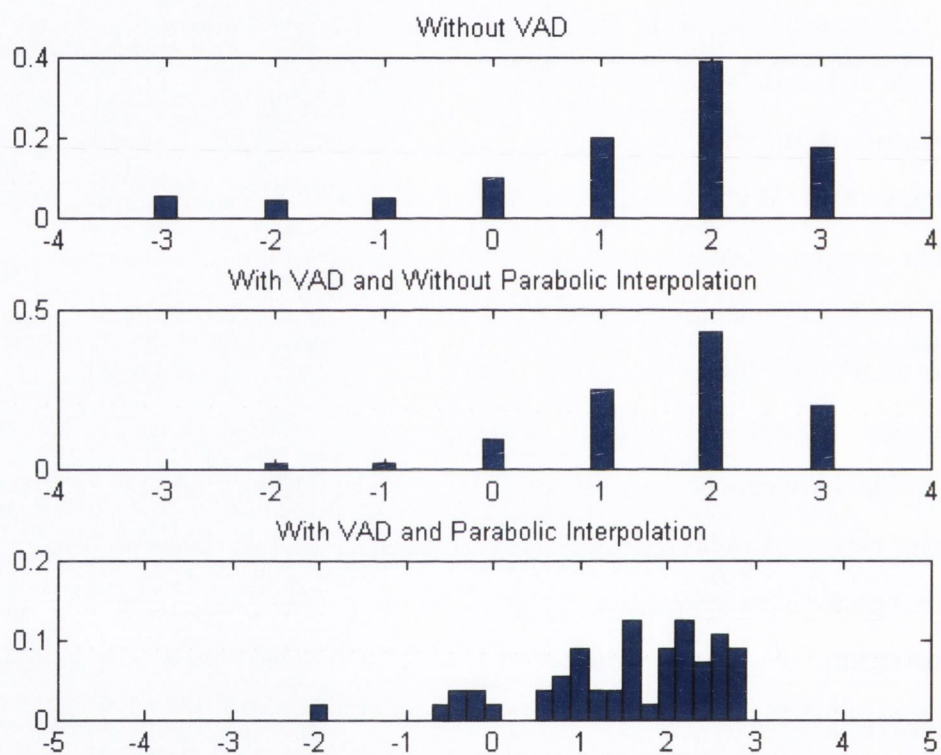 Without VAD
0.4
0.2
0
-4 -3 -2 -1 0 1 2 3 4
With VAD and Without Parabolic Interpolation
0.5
0
-4 -3 -2 -1 0 1 2 3 4
With VAD and Parabolic Interpolation
0.2
0.1
0
-5 -4 -3 -2 -1 0 1 2 3 4 5